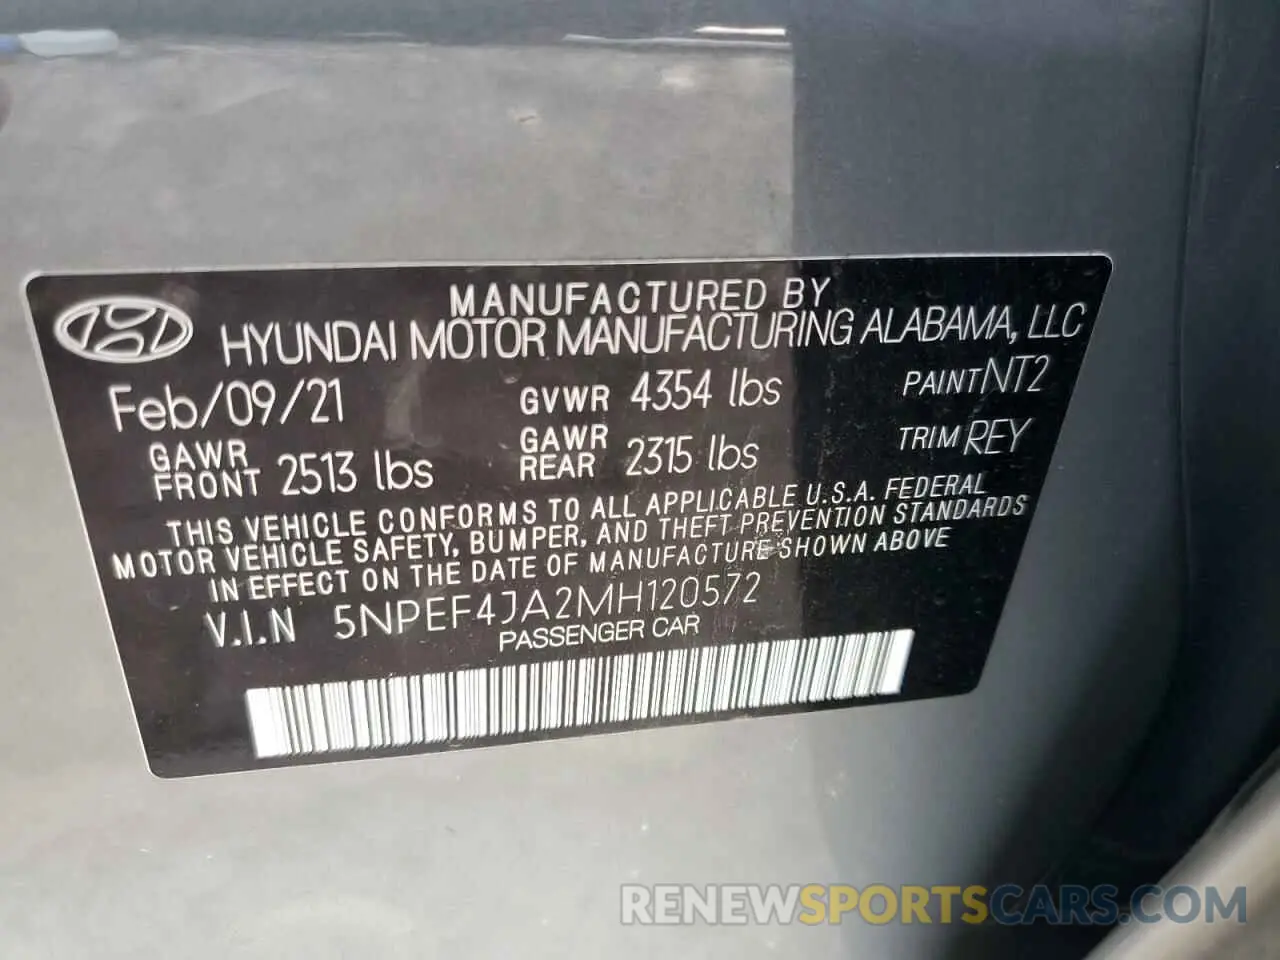 MANUFACTURED BY
HYUNDAI MOTOR MANUFACTURING ALABAMA, LLC
Feb/09/21 GVWR 4354 lbs PAINT NT2
GAWR FRONT 2513 lbs GAWR REAR 2315 lbs TRIM REY
THIS VEHICLE CONFORMS TO ALL APPLICABLE U.S.A. FEDERAL
MOTOR VEHICLE SAFETY, BUMPER, AND THEFT PREVENTION STANDARDS
IN EFFECT ON THE DATE OF MANUFACTURE SHOWN ABOVE
V.I.N 5NPEF4JA2MH120572
PASSENGER CAR
RENEWSPORTSCARS.COM